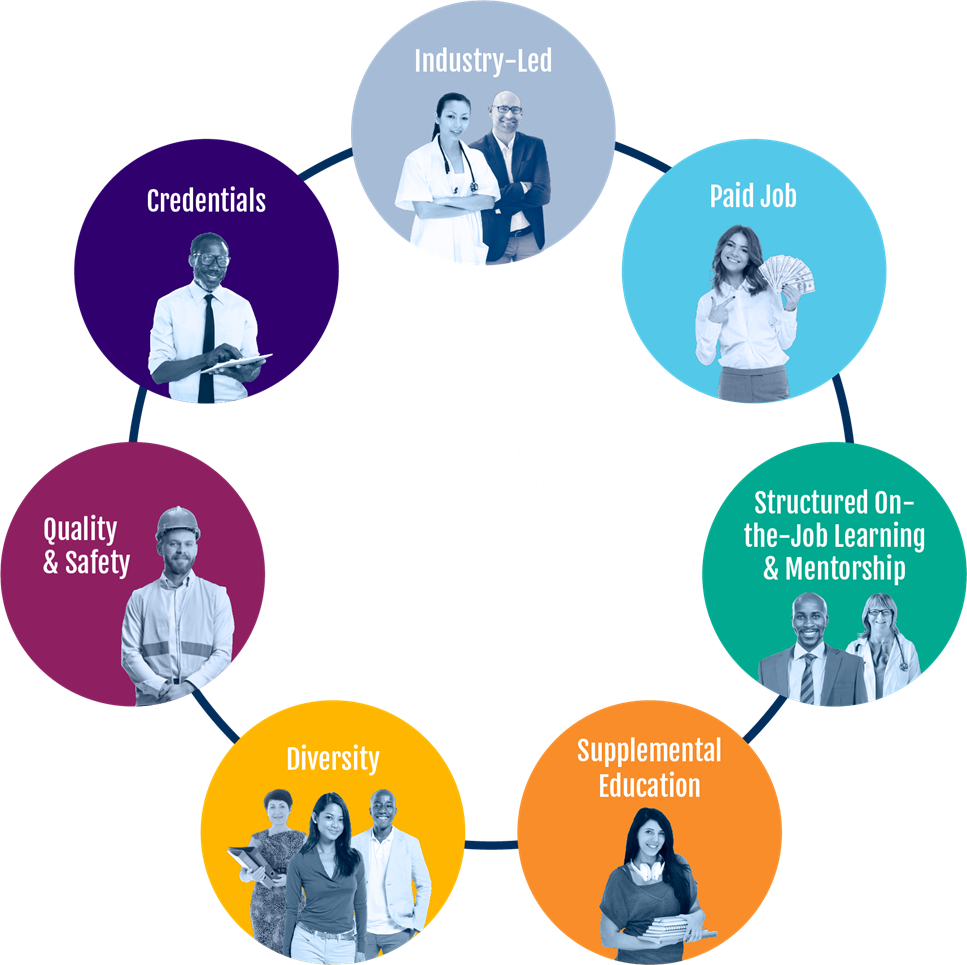 Industry-Led
Paid Job
Structured On-
the-Job Learning
& Mentorship
Supplemental
Education
Diversity
Quality
& Safety
Credentials